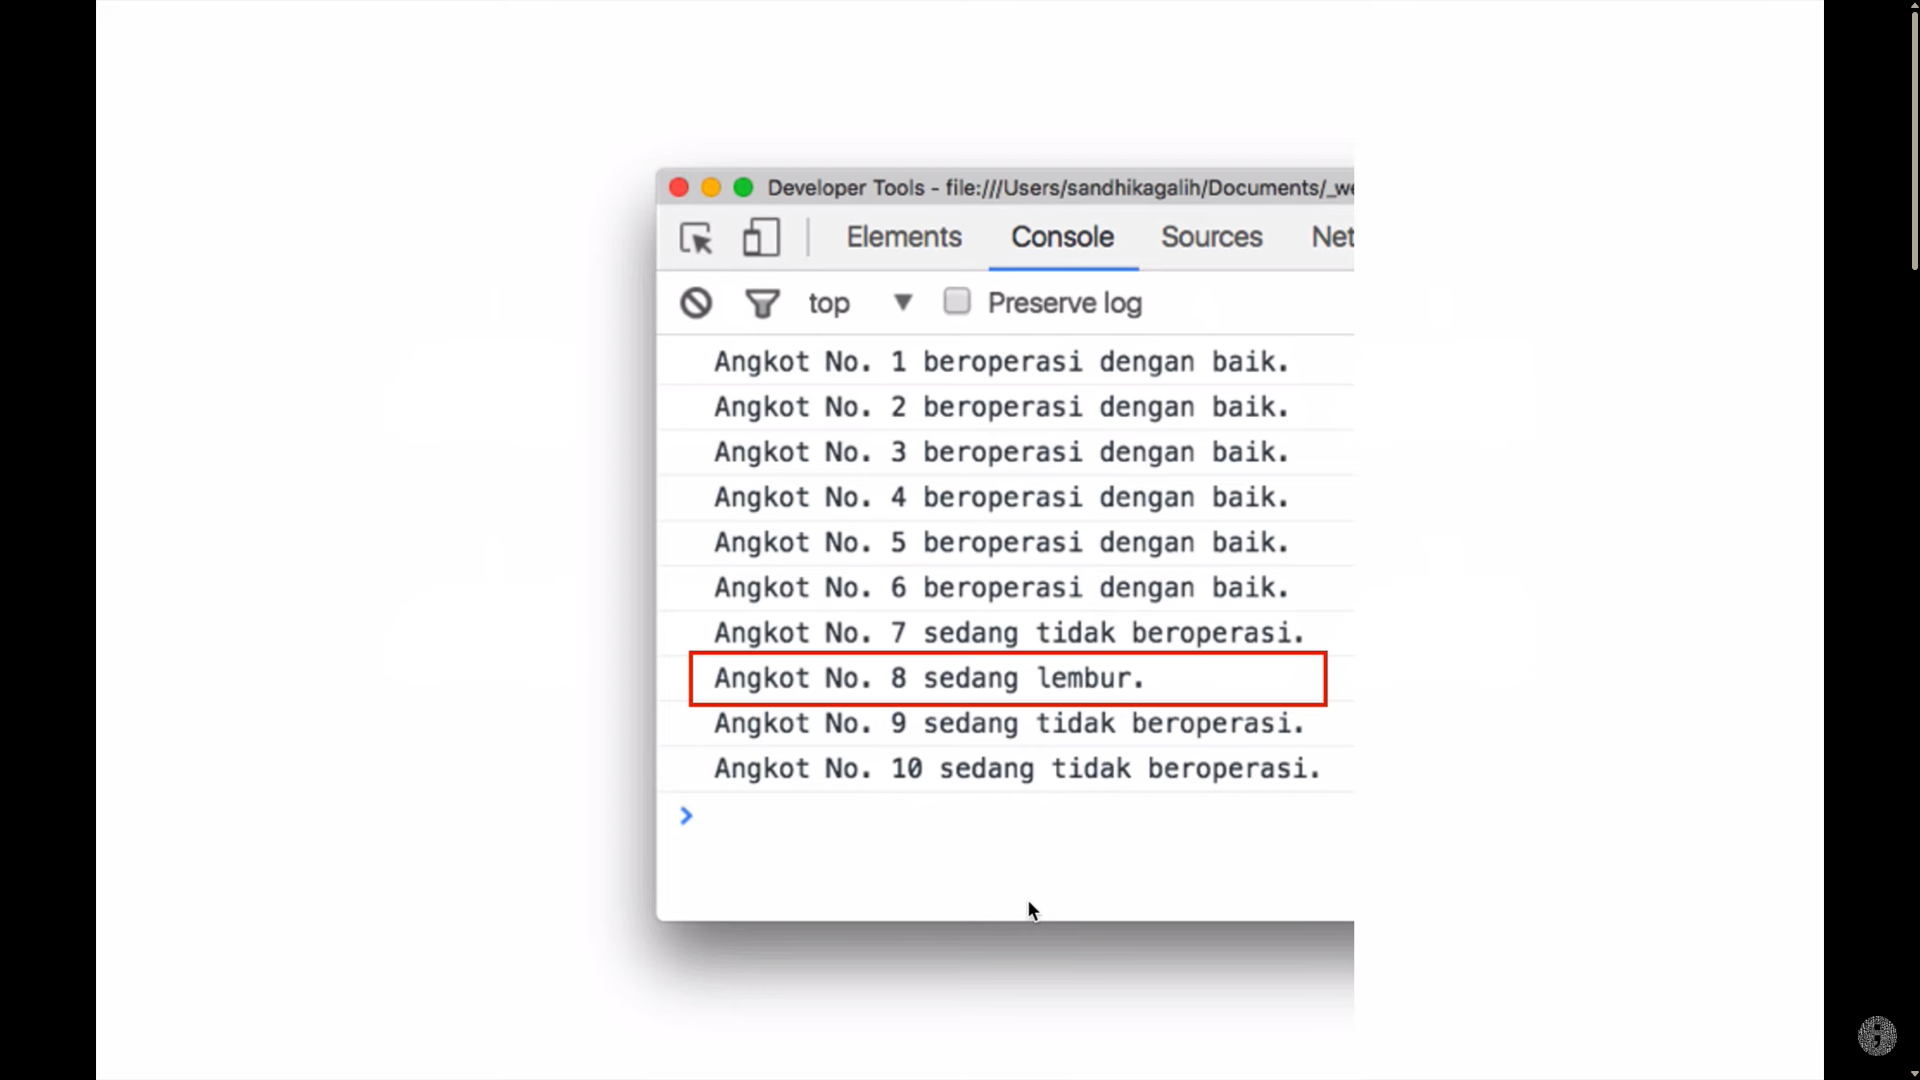 Developer Tools - file:///Users/sandhikagalih/Documents/_we
Elements Console Sources Net
top Preserve log
Angkot No. 1 beroperasi dengan baik.
Angkot No. 2 beroperasi dengan baik.
Angkot No. 3 beroperasi dengan baik.
Angkot No. 4 beroperasi dengan baik.
Angkot No. 5 beroperasi dengan baik.
Angkot No. 6 beroperasi dengan baik.
Angkot No. 7 sedang tidak beroperasi.
Angkot No. 8 sedang lembur.
Angkot No. 9 sedang tidak beroperasi.
Angkot No. 10 sedang tidak beroperasi.